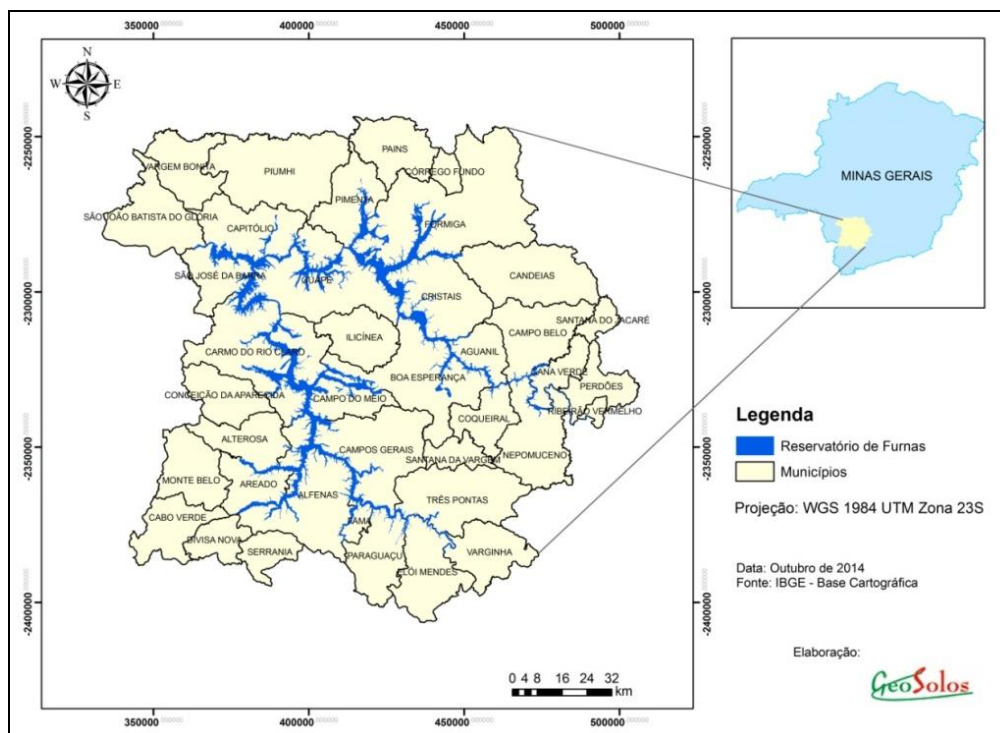 350000 400000 450000 500000
N
W E
S
-2250000
-2250000
PAINS
VARGEM BONITA
PIUMHI
CÓRREGO FUNDO
PIMENTA
SÃO JOÃO BATISTA DO GLÓRIA
CAPITÓLIO
FORMIGA
SÃO JOSÉ DA BARRA
GUAPÉ
CANDEIAS
-2300000
CRISTAIS
-2300000
SANTANA DO JACARÉ
ILICÍNEA
CAMPO BELO
CARMO DO RIO CLARO
AGUANIL
CANA VERDE
BOA ESPERANÇA
PERDÕES
CONCEIÇÃO DA APARECIDA
CAMPO DO MEIO
RIBEIRÃO VERMELHO
COQUEIRAL
ALTEROSA
CAMPOS GERAIS
-2350000
SANTANA DA VARGEM
NEPOMUCENO
-2350000
MONTE BELO
AREADO
ALFENAS
TRÊS PONTAS
CABO VERDE
FAMA
DIVISA NOVA
SERRANIA
PARAGUAÇU
VARGINHA
ELÓI MENDES
-2400000
-2400000
0 4 8 16 24 32
km
350000 400000 450000 500000
MINAS GERAIS
Legenda
Reservatório de Furnas
Municípios
Projeção: WGS 1984 UTM Zona 23S
Data: Outubro de 2014
Fonte: IBGE - Base Cartográfica
Elaboração:
GeoSolos